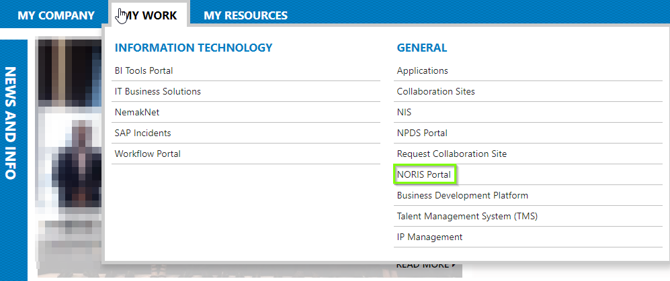 MY COMPANY
MY WORK
MY RESOURCES
NEWS AND INFO
INFORMATION TECHNOLOGY
BI Tools Portal
IT Business Solutions
NemakNet
SAP Incidents
Workflow Portal
GENERAL
Applications
Collaboration Sites
NIS
NPDS Portal
Request Collaboration Site
NORIS Portal
Business Development Platform
Talent Management System (TMS)
IP Management
READ MORE